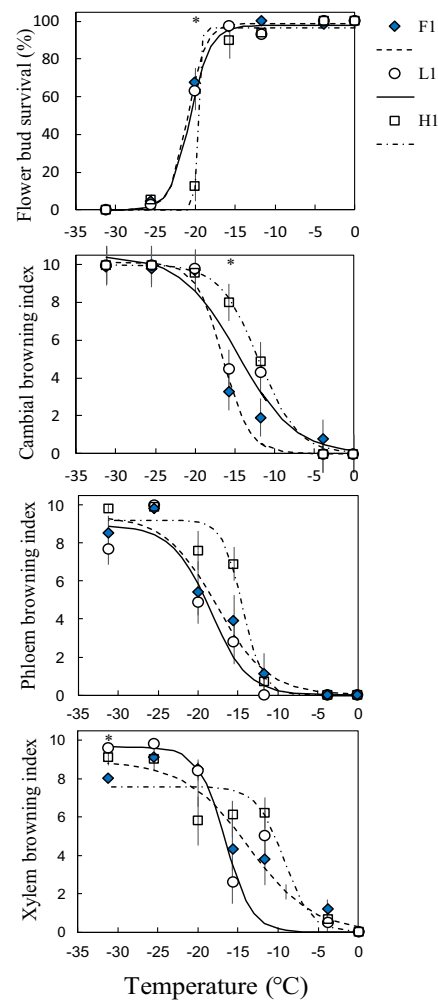 Flower bud survival (%)
100
80
60
40
20
0
*
-35 -30 -25 -20 -15 -10 -5 0
F1
L1
H1
Cambial browning index
10
8
6
4
2
0
*
-35 -30 -25 -20 -15 -10 -5 0
Phloem browning index
10
8
6
4
2
0
-35 -30 -25 -20 -15 -10 -5 0
Xylem browning index
10
8
6
4
2
0
*
-35 -30 -25 -20 -15 -10 -5 0
Temperature (°C)